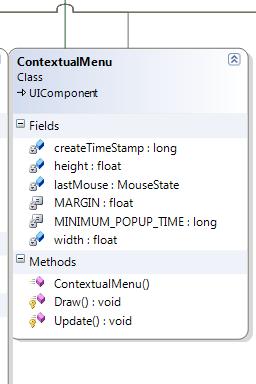 ContextualMenu
Class
UIComponent
Fields
createTimeStamp : long
height : float
lastMouse : MouseState
MARGIN : float
MINIMUM_POPUP_TIME : long
width : float
Methods
ContextualMenu()
Draw() : void
Update() : void